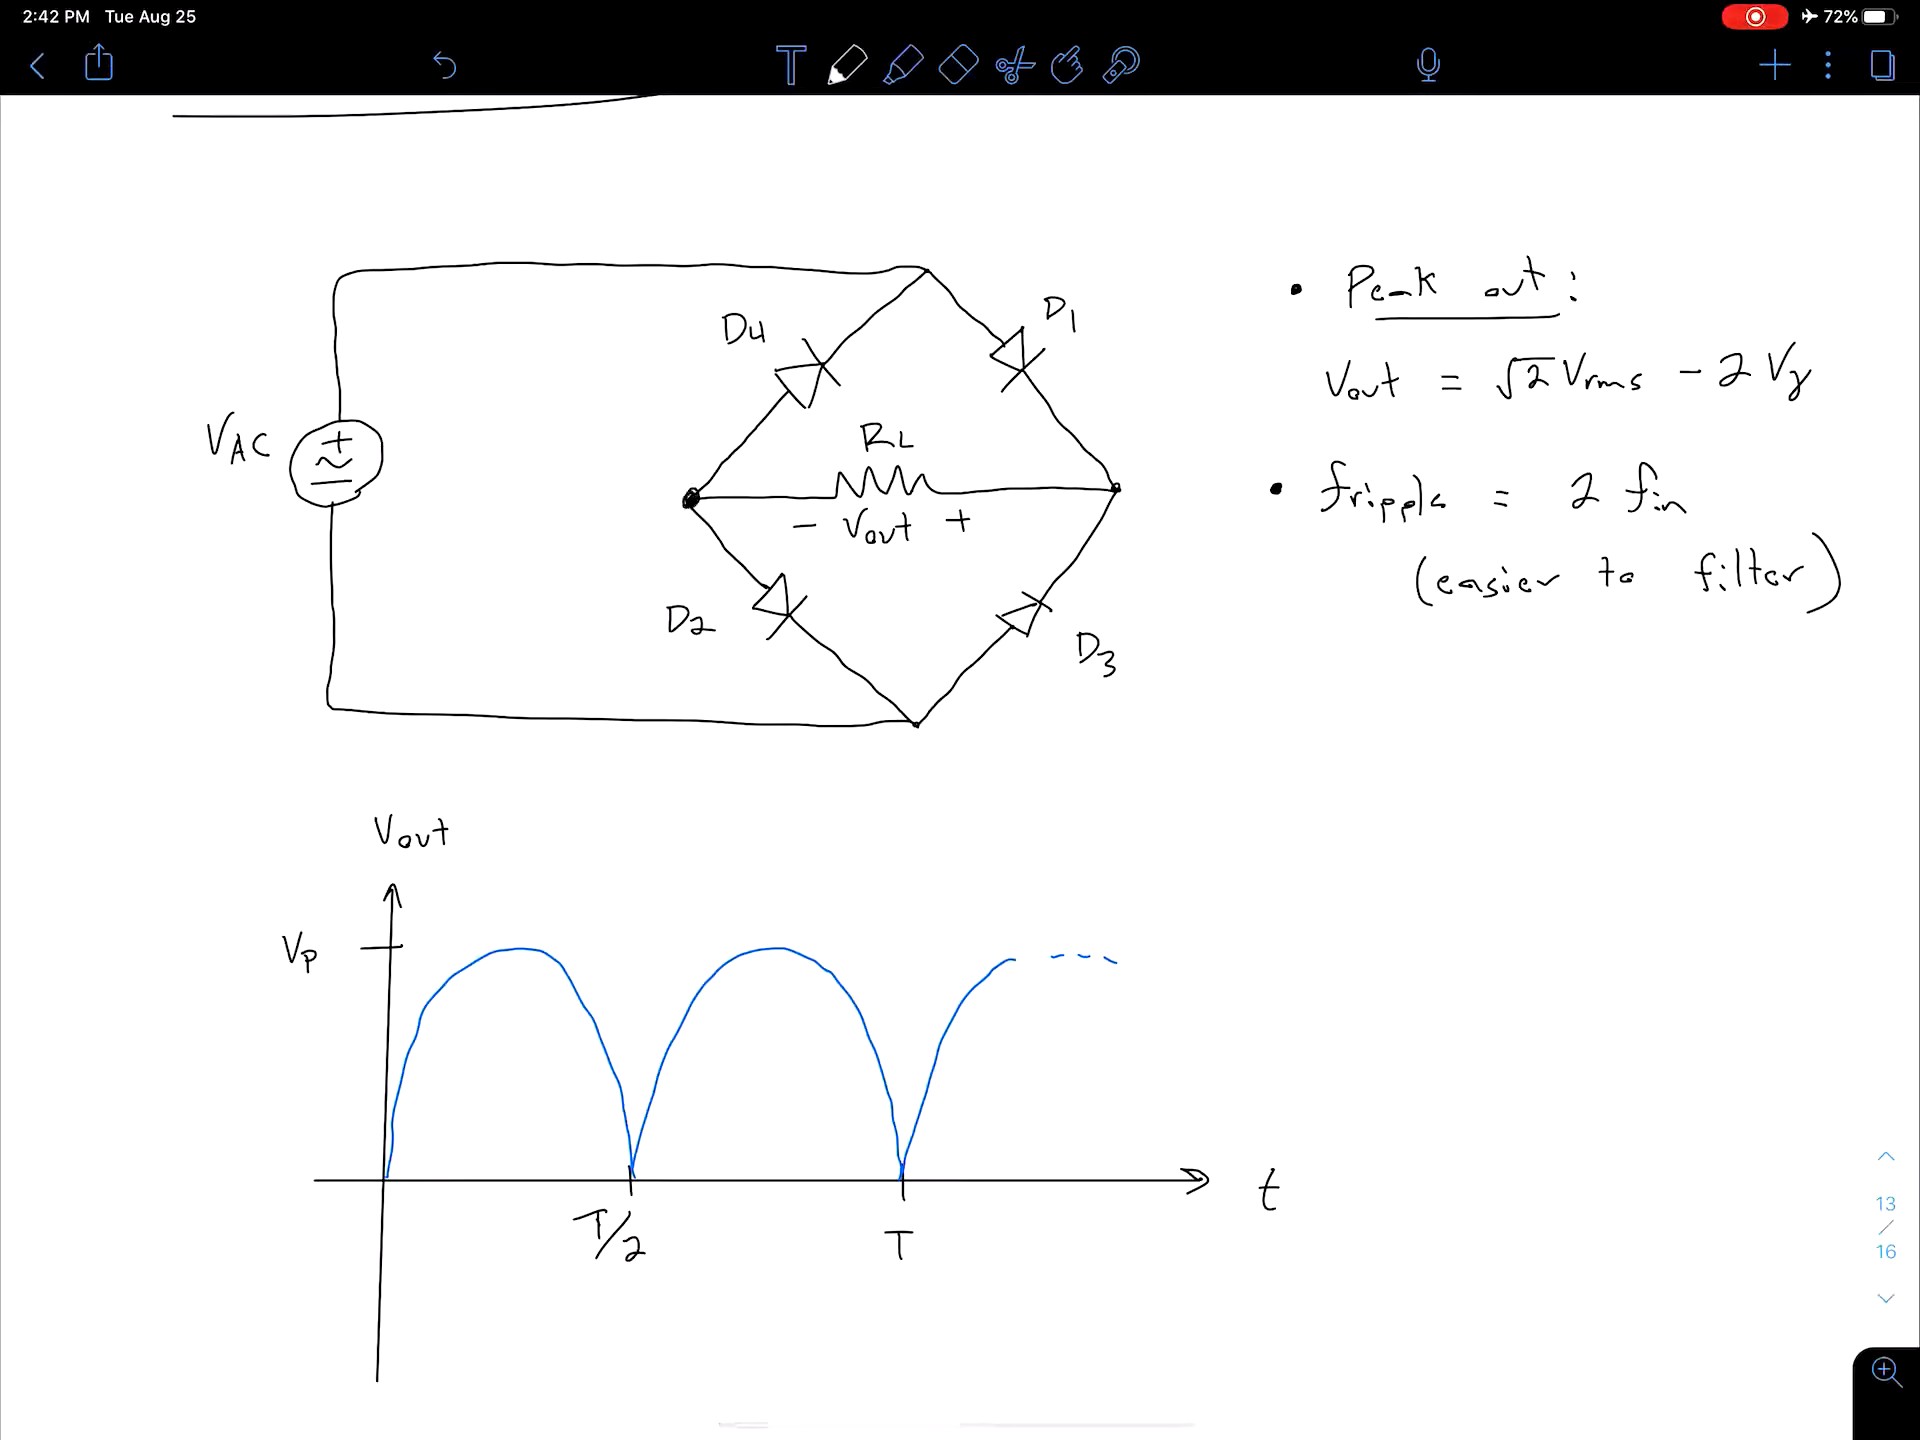 2:42 PM Tue Aug 25
72%
D4
D1
VAC
+
~
−
RL
− Vout +
D2
D3
• Peak out:
Vout = √2 Vrms - 2 Vγ
• fripple = 2 fin
(easier to filter)
Vout
Vp
T/2
T
t
13
/
16